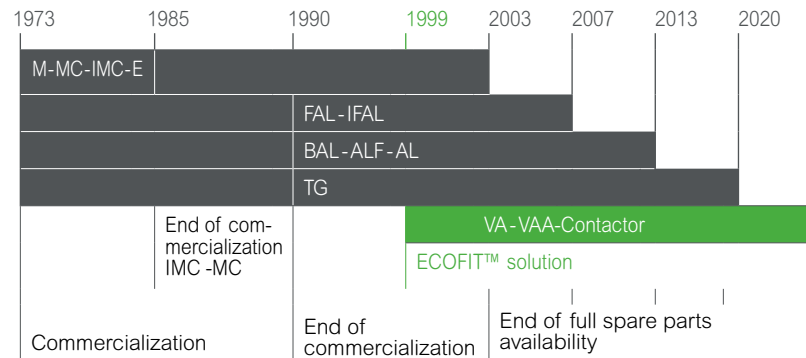 1973 1985 1990 1999 2003 2007 2013 2020
M-MC-IMC-E
FAL-IFAL
BAL-ALF-AL
TG
VA-VAA-Contactor
ECOFIT™ solution
End of com-
mercialization
IMC -MC
Commercialization
End of
commercialization
End of full spare parts
availability